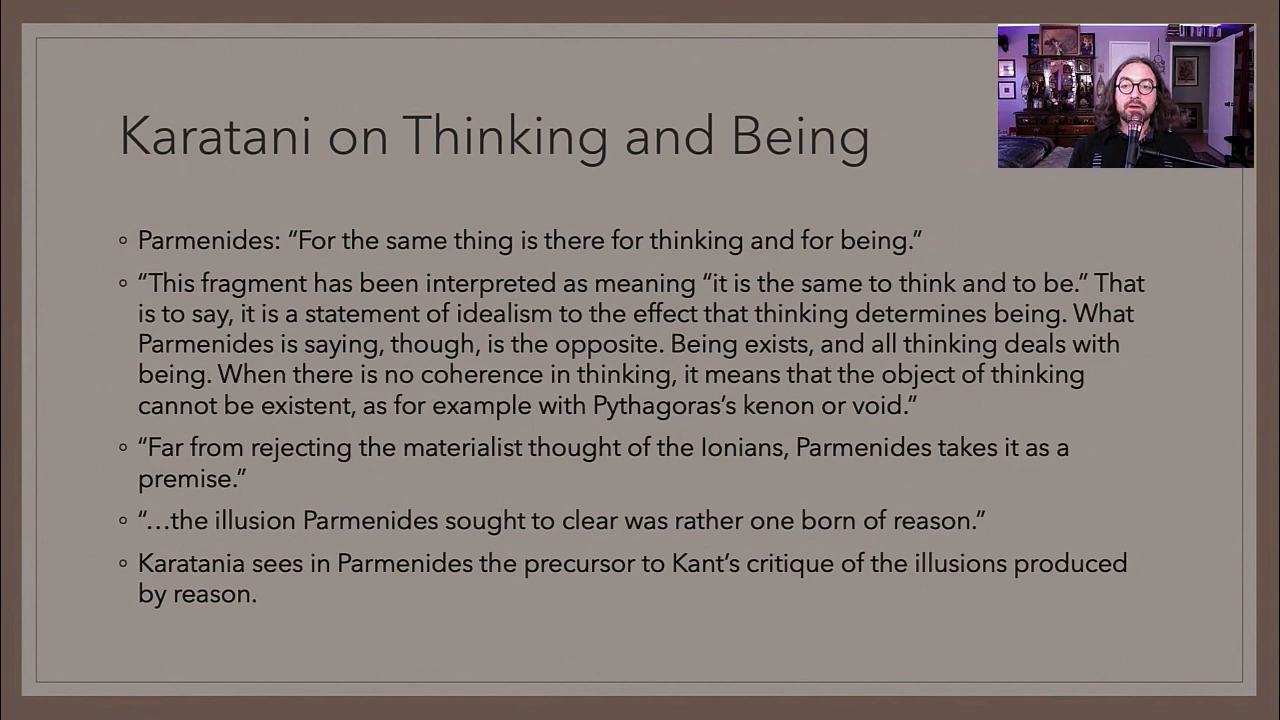 Karatani on Thinking and Being
◦ Parmenides: “For the same thing is there for thinking and for being.”
◦ “This fragment has been interpreted as meaning “it is the same to think and to be.” That
is to say, it is a statement of idealism to the effect that thinking determines being. What
Parmenides is saying, though, is the opposite. Being exists, and all thinking deals with
being. When there is no coherence in thinking, it means that the object of thinking
cannot be existent, as for example with Pythagoras’s kenon or void.”
◦ “Far from rejecting the materialist thought of the Ionians, Parmenides takes it as a
premise.”
◦ “…the illusion Parmenides sought to clear was rather one born of reason.”
◦ Karatania sees in Parmenides the precursor to Kant’s critique of the illusions produced
by reason.